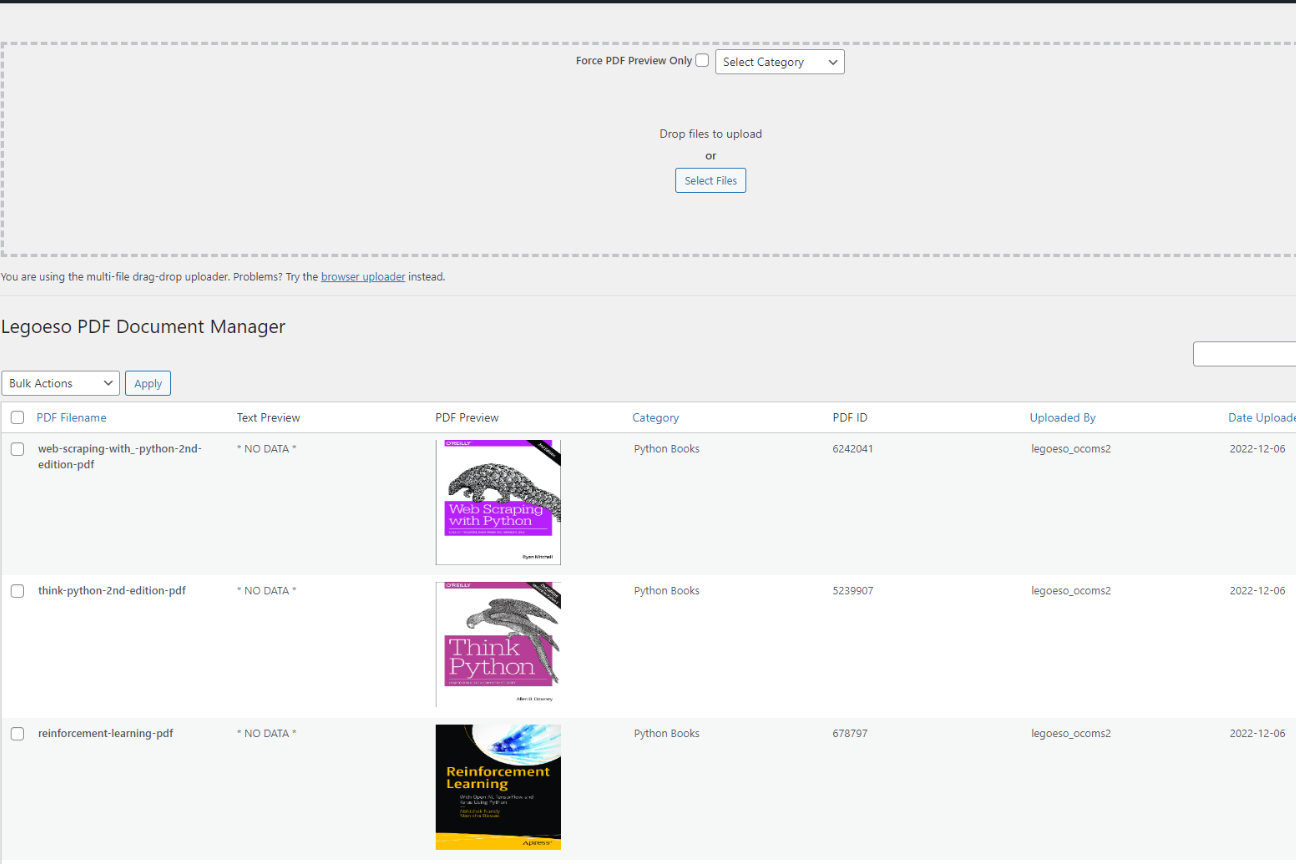 Force PDF Preview Only Select Category
Drop files to upload
or
Select Files
You are using the multi-file drag-drop uploader. Problems? Try the browser uploader instead.
Legoeso PDF Document Manager
Bulk Actions Apply
PDF Filename Text Preview PDF Preview Category PDF ID Uploaded By Date Uploade
web-scraping-with_-python-2nd- * NO DATA * Python Books 6242041 legoeso_ocoms2 2022-12-06
edition-pdf
O'REILLY
Web Scraping
with Python
Ryan Mitchell
think-python-2nd-edition-pdf * NO DATA * Python Books 5239907 legoeso_ocoms2 2022-12-06
O'REILLY
Think
Python
Allen B. Downey
reinforcement-learning-pdf * NO DATA * Python Books 678797 legoeso_ocoms2 2022-12-06
Reinforcement
Learning
With Open AI, TensorFlow and
Keras Using Python
Apress